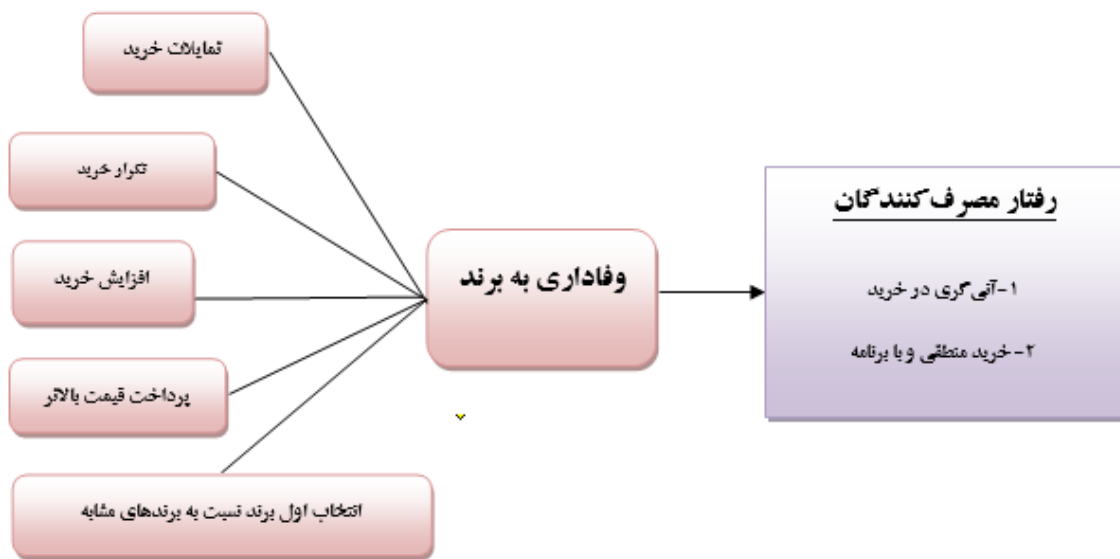 تمایلات خرید
تکرار خرید
افزایش خرید
پرداخت قیمت بالاتر
انتخاب اول برند نسبت به برندهای مشابه
وفاداری به برند
رفتار مصرف‌کنندگان
۱-آنی‌گری در خرید
۲- خرید منطقی و با برنامه